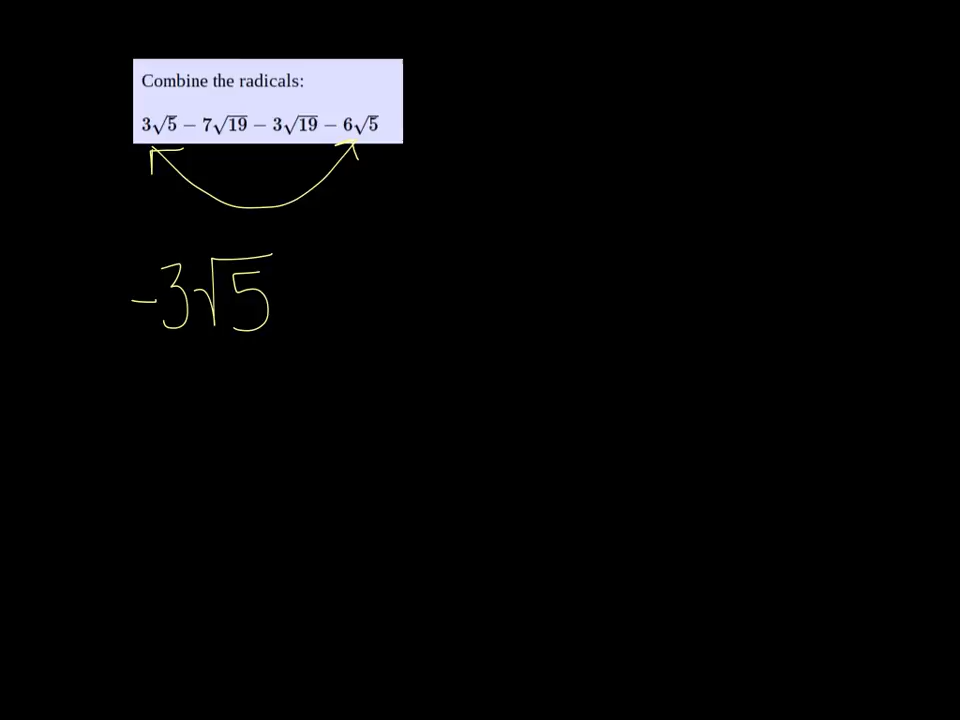 Combine the radicals:
3√5 − 7√19 − 3√19 − 6√5
-3√5